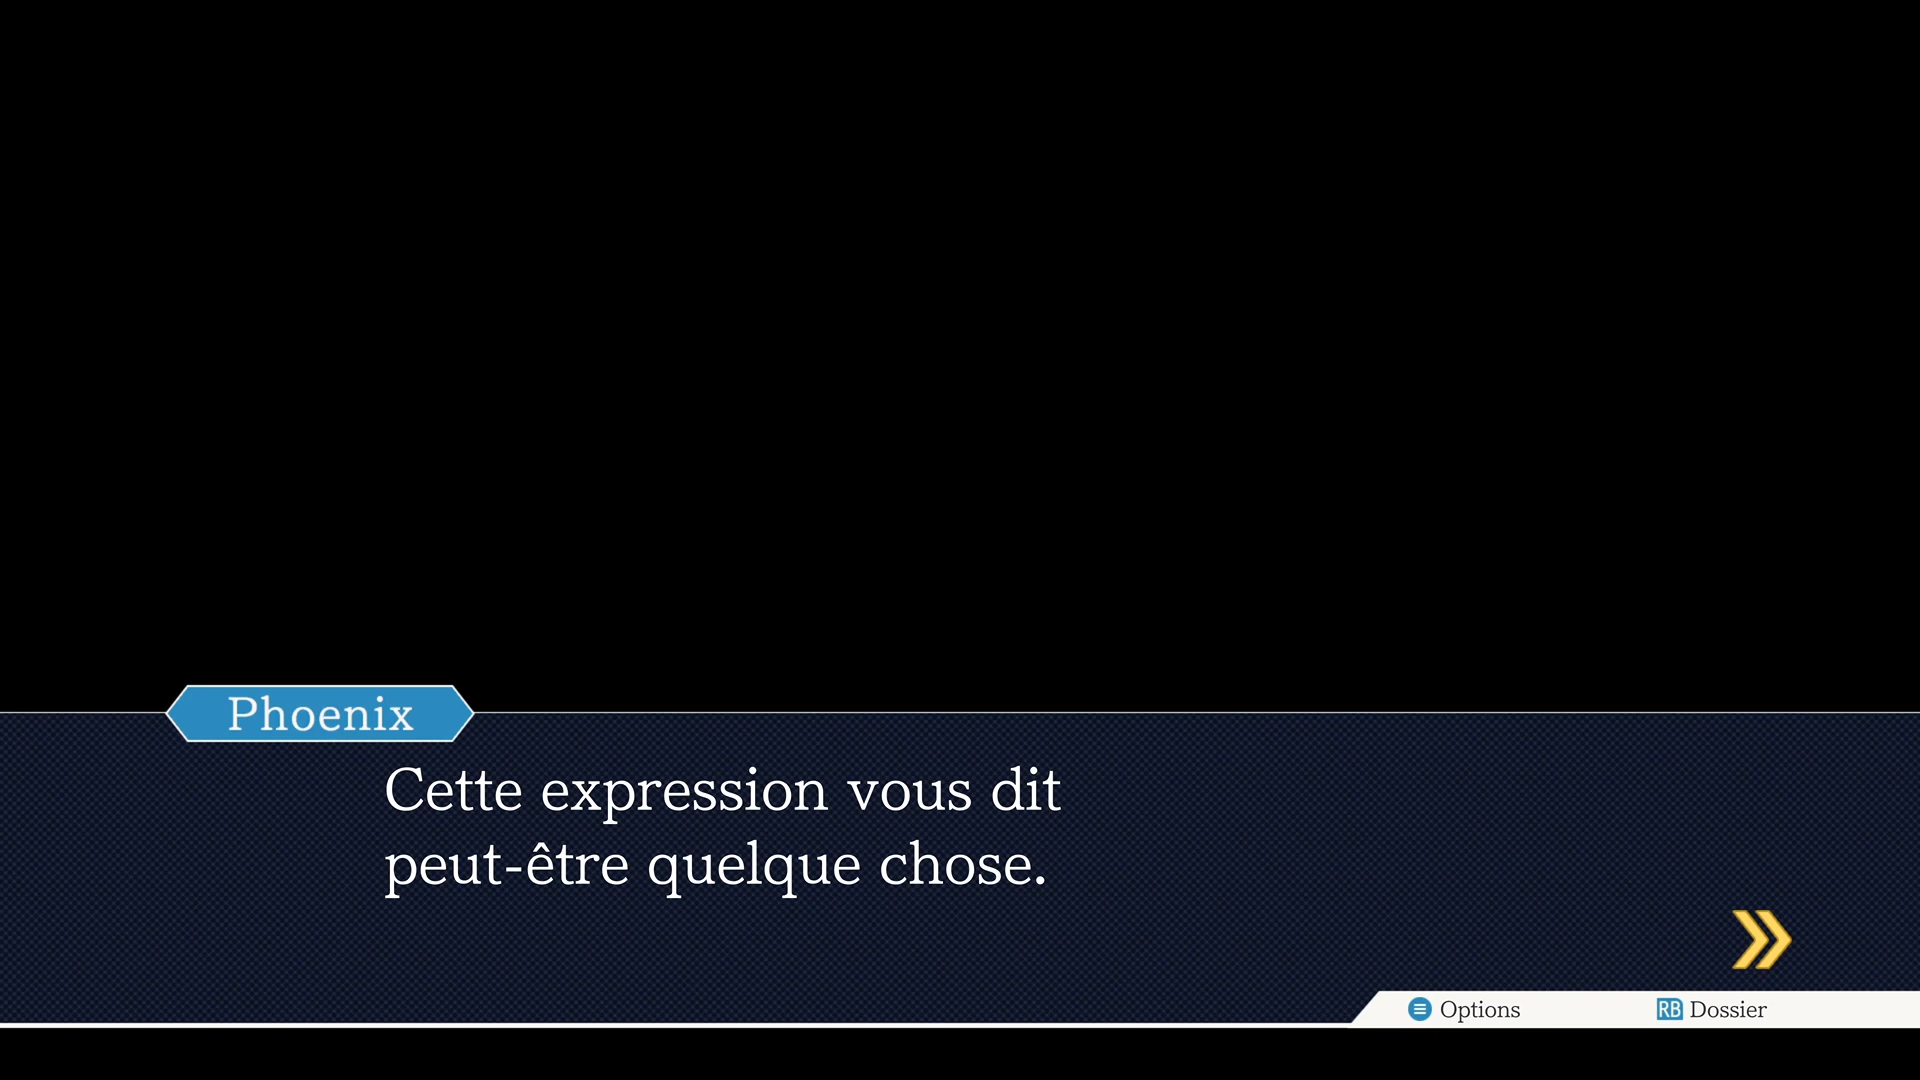 Phoenix
Cette expression vous dit
peut-être quelque chose.
Options
RB Dossier